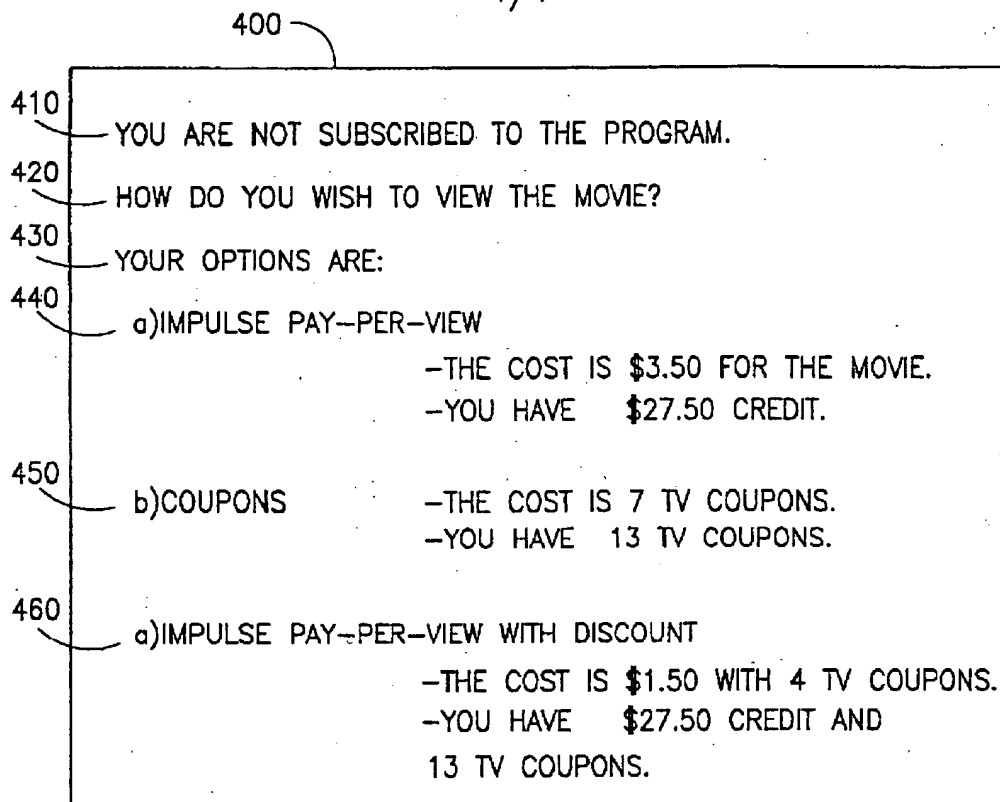 400
410
YOU ARE NOT SUBSCRIBED TO THE PROGRAM.
420
HOW DO YOU WISH TO VIEW THE MOVIE?
430
YOUR OPTIONS ARE:
440
a)IMPULSE PAY-PER-VIEW
-THE COST IS $3.50 FOR THE MOVIE.
-YOU HAVE $27.50 CREDIT.
450
b)COUPONS -THE COST IS 7 TV COUPONS.
-YOU HAVE 13 TV COUPONS.
460
a)IMPULSE PAY-PER-VIEW WITH DISCOUNT
-THE COST IS $1.50 WITH 4 TV COUPONS.
-YOU HAVE $27.50 CREDIT AND
13 TV COUPONS.